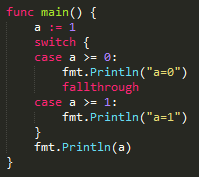 func main() {
    a := 1
    switch {
    case a >= 0:
        fmt.Println("a=0")
        fallthrough
    case a >= 1:
        fmt.Println("a=1")
    }
    fmt.Println(a)
}